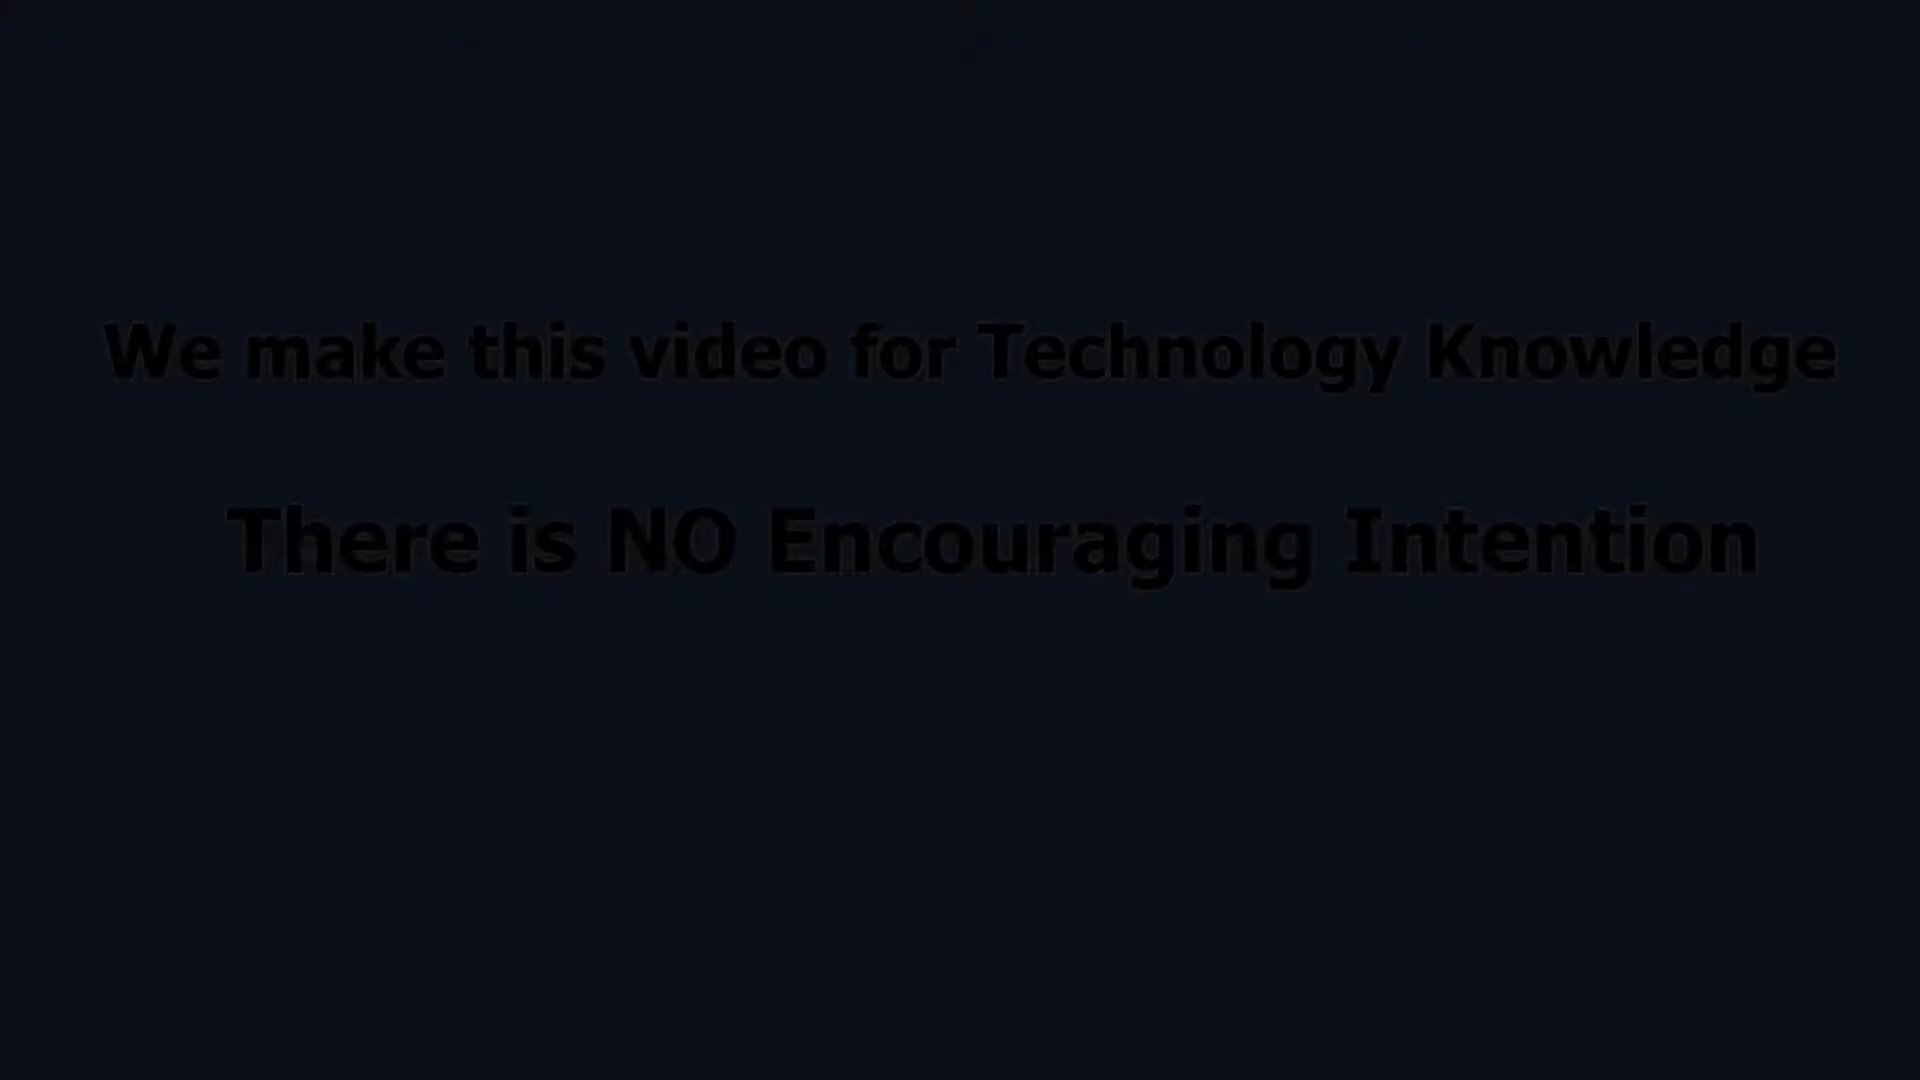 We make this video for Technology Knowledge
There is NO Encouraging Intention